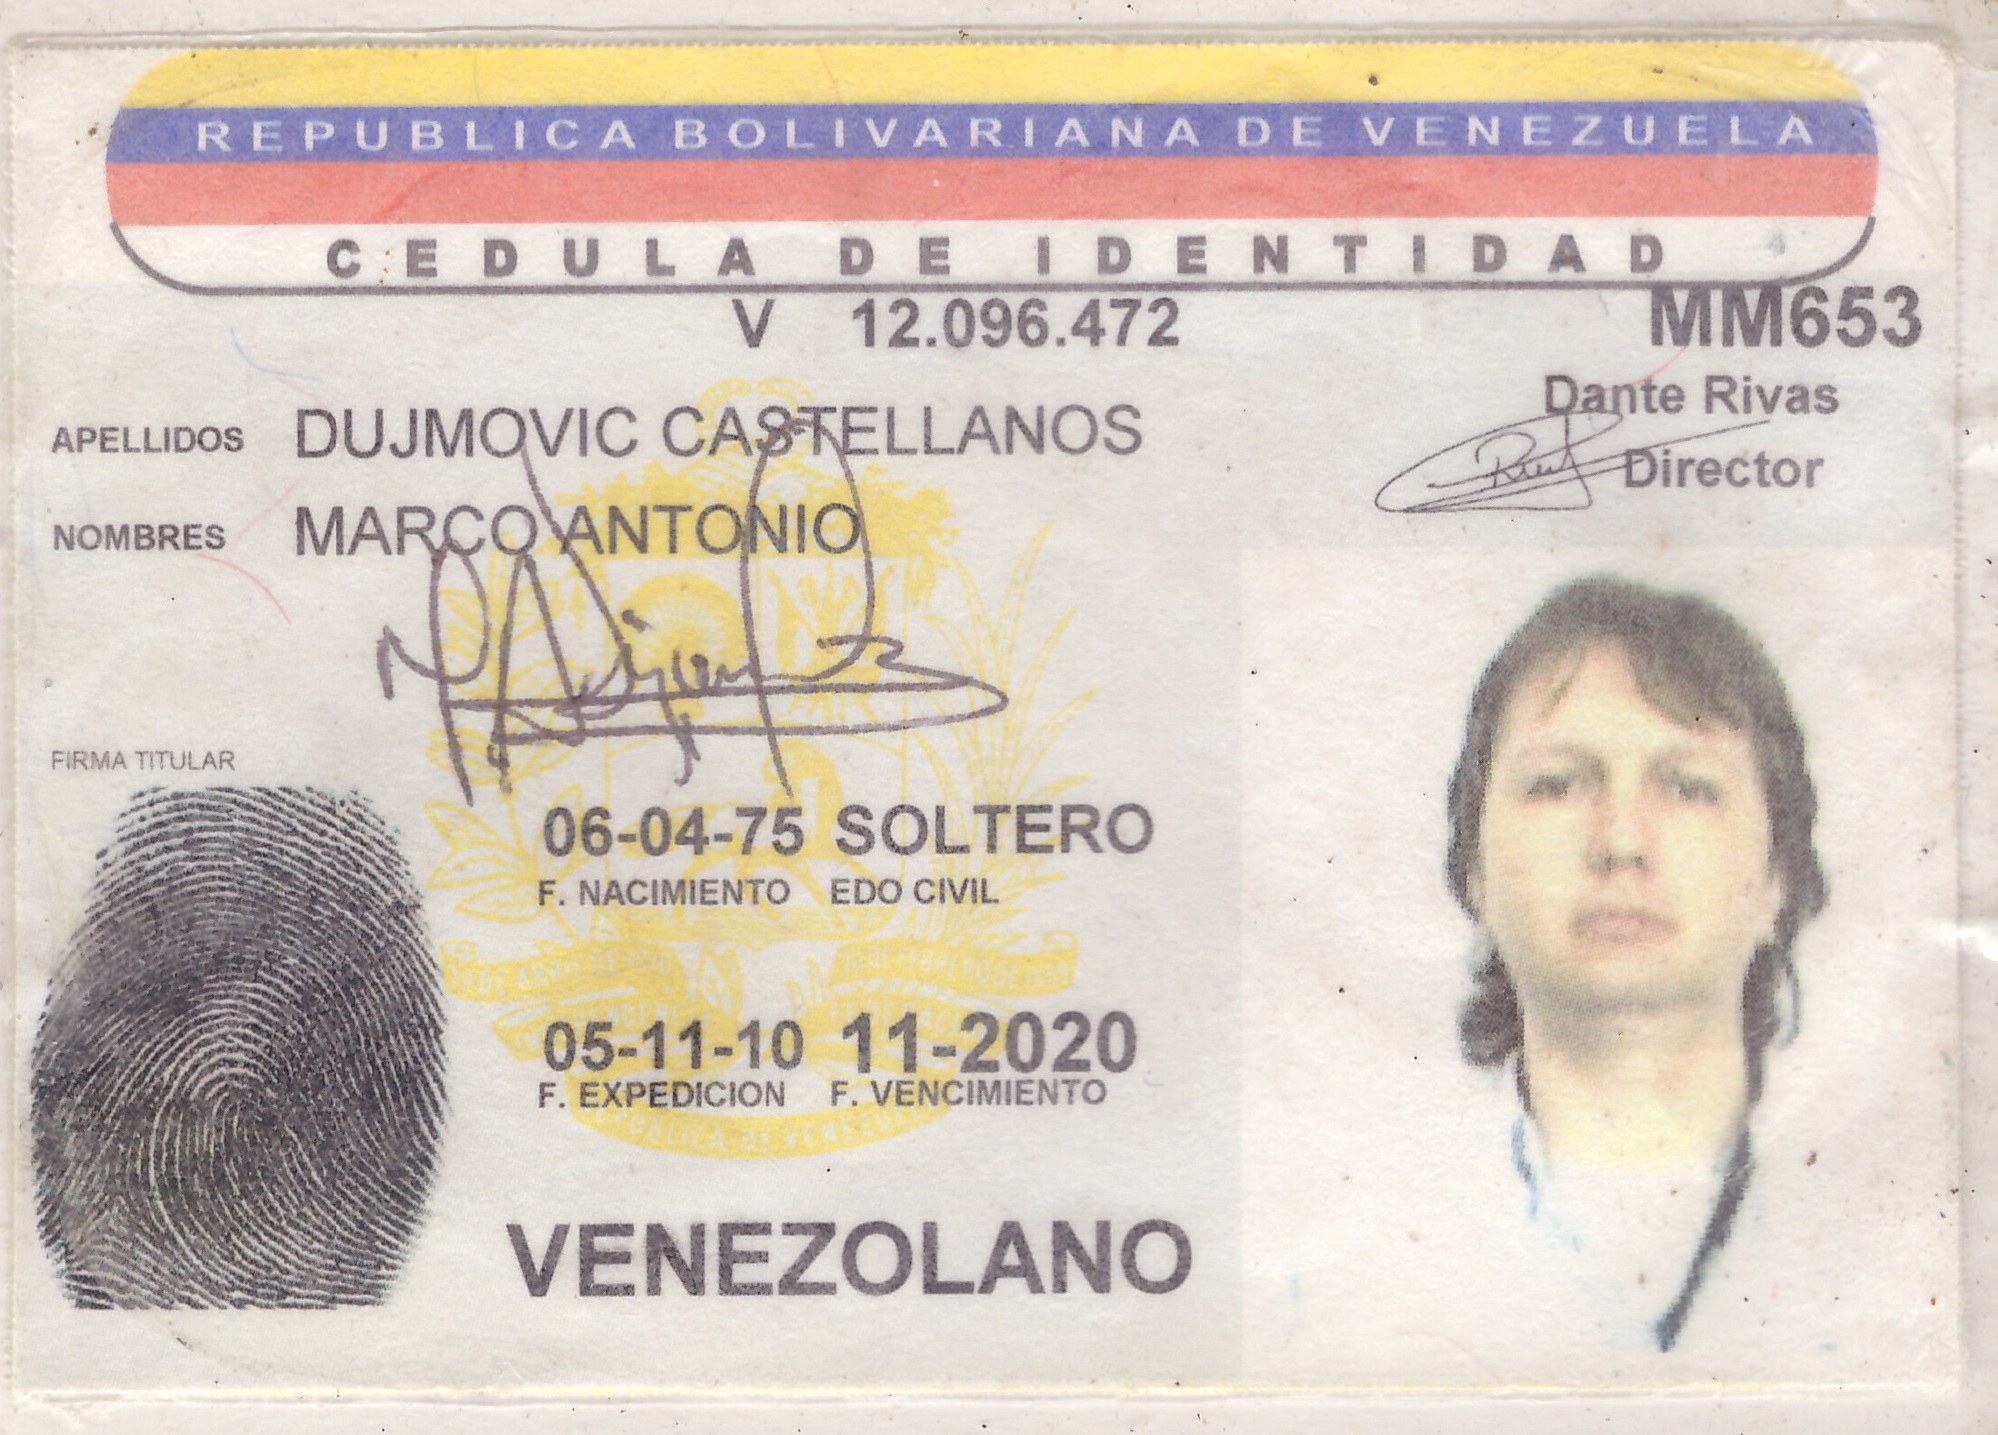 REPUBLICA BOLIVARIANA DE VENEZUELA
CEDULA DE IDENTIDAD
V 12.096.472
MM653
Dante Rivas
Director
APELLIDOS DUJMOVIC CASTELLANOS
NOMBRES MARCO ANTONIO
FIRMA TITULAR
06-04-75 SOLTERO
F. NACIMIENTO EDO CIVIL
05-11-10 11-2020
F. EXPEDICION F. VENCIMIENTO
VENEZOLANO